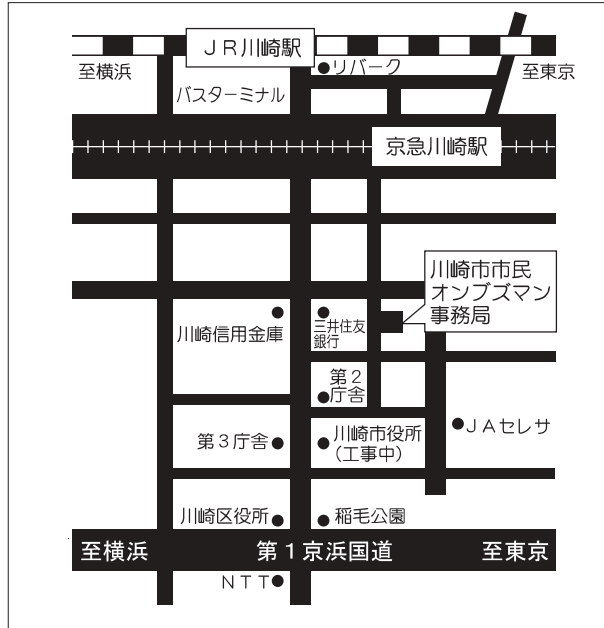 ＪＲ川崎駅
至横浜
リバーク
至東京
バスターミナル
京急川崎駅
川崎市市民
オンブズマン
事務局
川崎信用金庫
三井住友
銀行
第２
庁舎
第３庁舎
川崎市役所
(工事中)
ＪＡセレサ
川崎区役所
稲毛公園
至横浜
第１京浜国道
至東京
ＮＴＴ